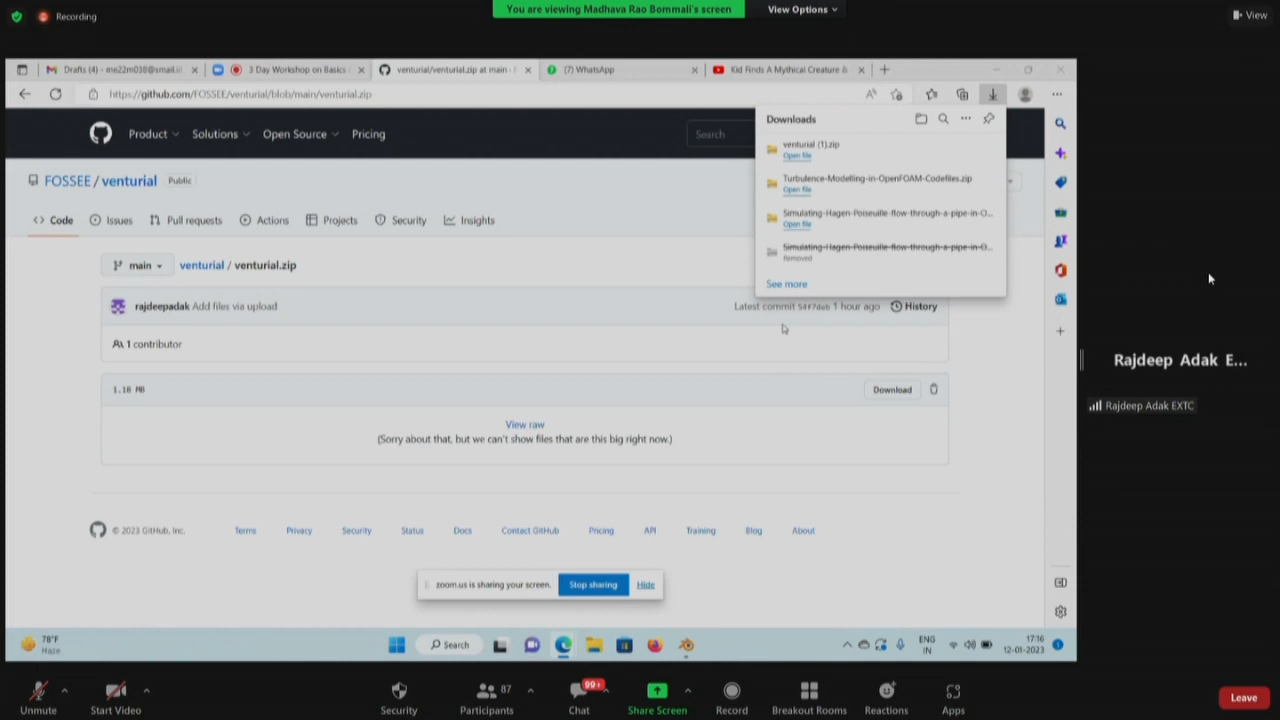 Recording
You are viewing Madhava Rao Bommali's screen
View Options
View
Drafts (4) - me22m038@smail.ii
3 Day Workshop on Basics
venturial/venturial.zip at main ·
(7) WhatsApp
Kid Finds A Mythical Creature &
https://github.com/FOSSEE/venturial/blob/main/venturial.zip
Product
Solutions
Open Source
Pricing
Search
Downloads
venturial (1).zip
Open file
Turbulence-Modelling-in-OpenFOAM-Codefiles.zip
Open file
Simulating-Hagen-Poiseuille-flow-through-a-pipe-in-O...
Open file
Simulating-Hagen-Poiseuille-flow-through-a-pipe-in-O...
Removed
See more
FOSSEE / venturial
Public
Code
Issues
Pull requests
Actions
Projects
Security
Insights
main
venturial / venturial.zip
rajdeepadak Add files via upload
Latest commit 54f7deb 1 hour ago
History
1 contributor
1.18 MB
Download
View raw
(Sorry about that, but we can't show files that are this big right now.)
© 2023 GitHub, Inc.
Terms
Privacy
Security
Status
Docs
Contact GitHub
Pricing
API
Training
Blog
About
zoom.us is sharing your screen.
Stop sharing
Hide
Rajdeep Adak E...
Rajdeep Adak EXTC
78°F
Haze
Search
ENG
IN
17:16
12-01-2023
Unmute
Start Video
Security
87
Participants
99+
Chat
Share Screen
Record
Breakout Rooms
Reactions
Apps
Leave